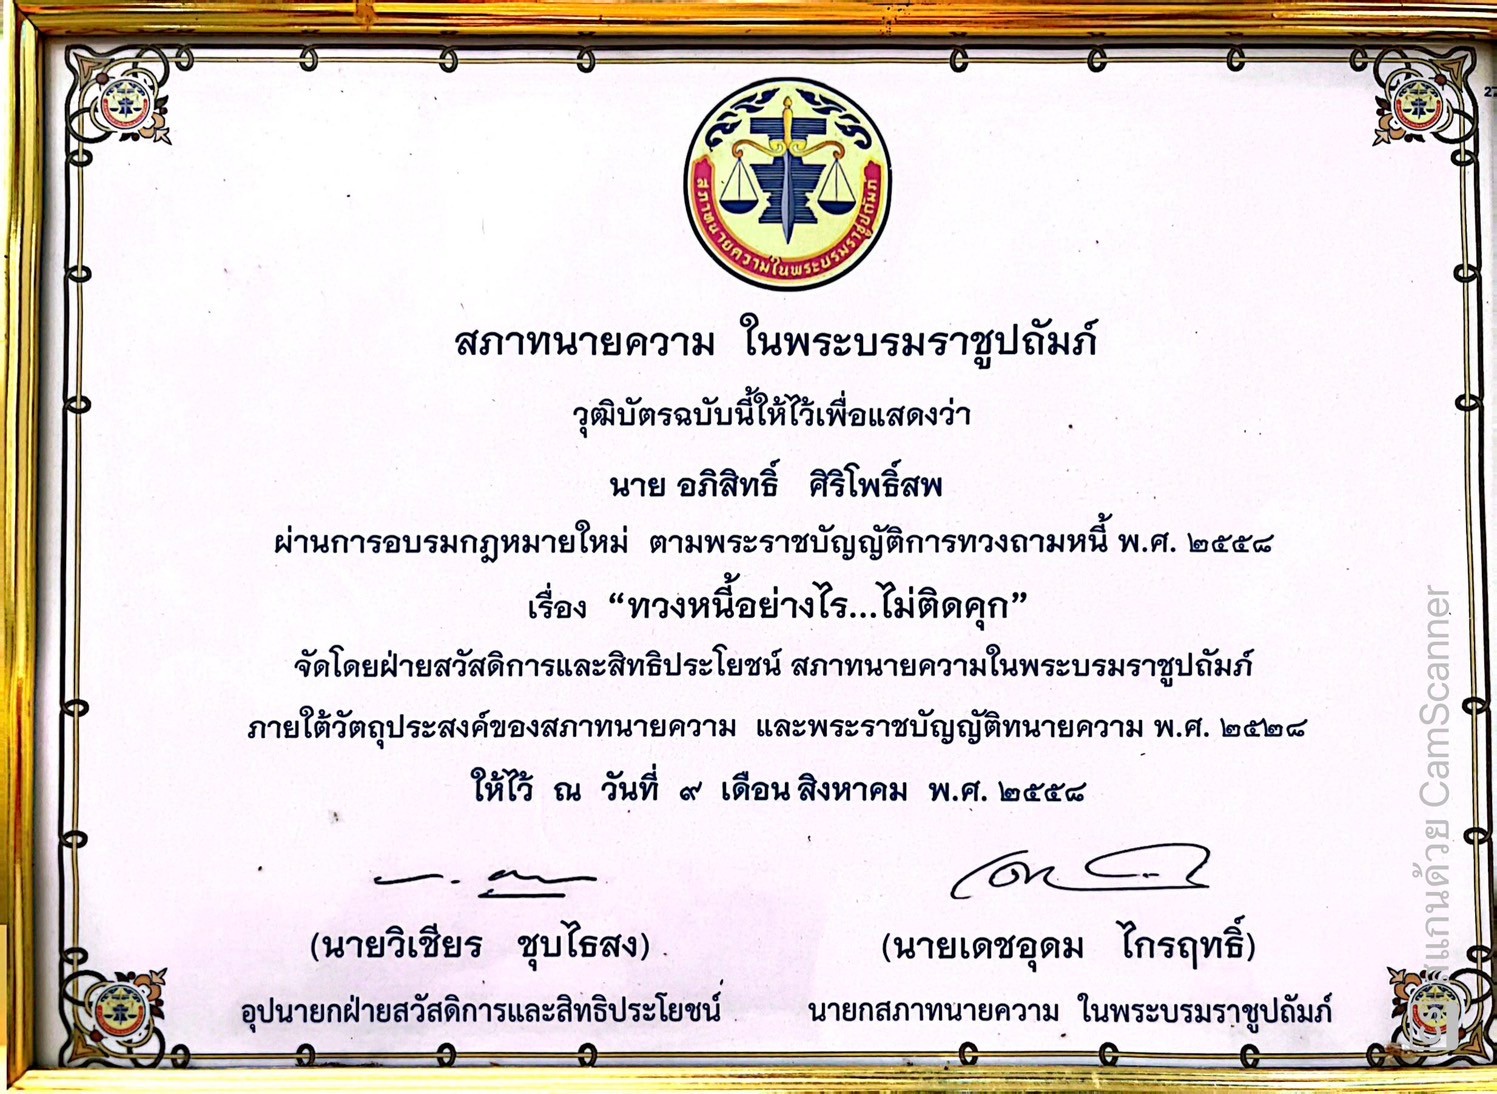 สภาทนายความในพระบรมราชูปถัมภ์
สภาทนายความ ในพระบรมราชูปถัมภ์
วุฒิบัตรฉบับนี้ให้ไว้เพื่อแสดงว่า
นาย อภิสิทธิ์ ศิริโพธิ์สพ
ผ่านการอบรมกฎหมายใหม่ ตามพระราชบัญญัติการทวงถามหนี้ พ.ศ. ๒๕๕๘
เรื่อง “ทวงหนี้อย่างไร...ไม่ติดคุก”
จัดโดยฝ่ายสวัสดิการและสิทธิประโยชน์ สภาทนายความในพระบรมราชูปถัมภ์
ภายใต้วัตถุประสงค์ของสภาทนายความ และพระราชบัญญัติทนายความ พ.ศ. ๒๕๒๘
ให้ไว้ ณ วันที่ ๙ เดือน สิงหาคม พ.ศ. ๒๕๕๘
(นายวิเชียร ชุบไธสง)
(นายเดชอุดม ไกรฤทธิ์)
อุปนายกฝ่ายสวัสดิการและสิทธิประโยชน์
นายกสภาทนายความ ในพระบรมราชูปถัมภ์
สแกนด้วย CamScanner